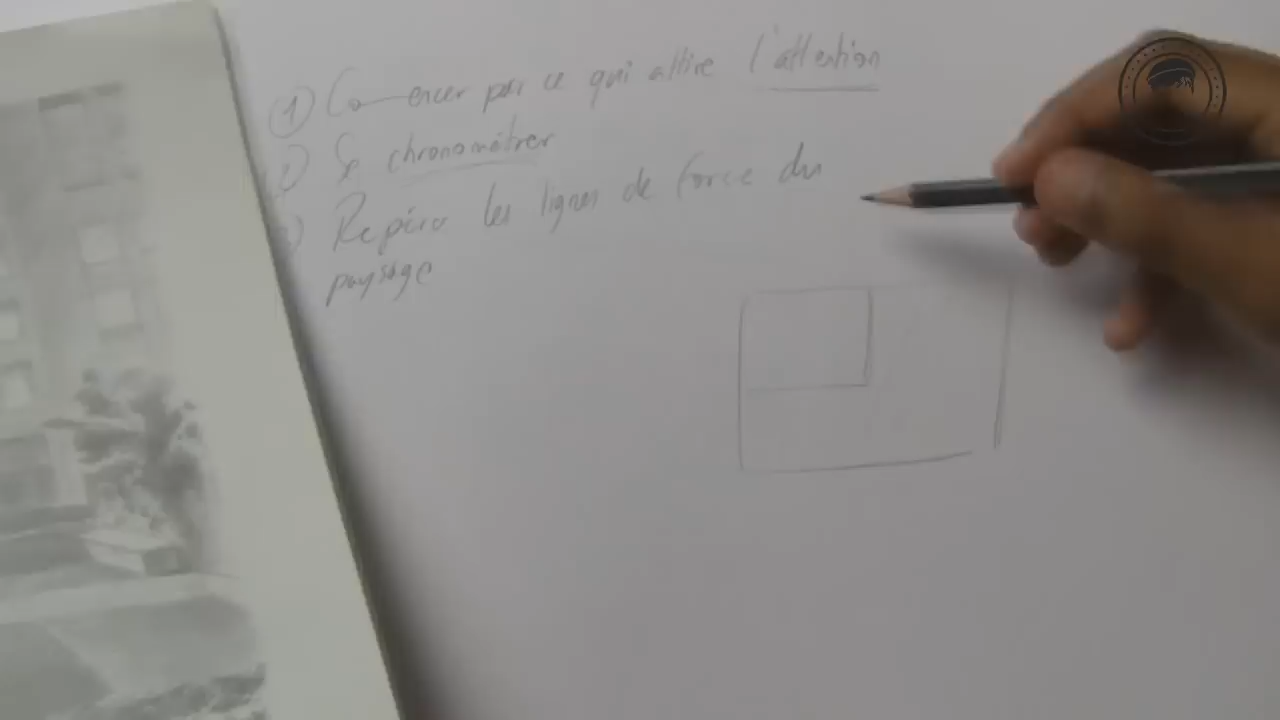 ① Commencer par ce qui attire l'attention
2) Se chronométrer
3) Repérer les lignes de force du
paysage